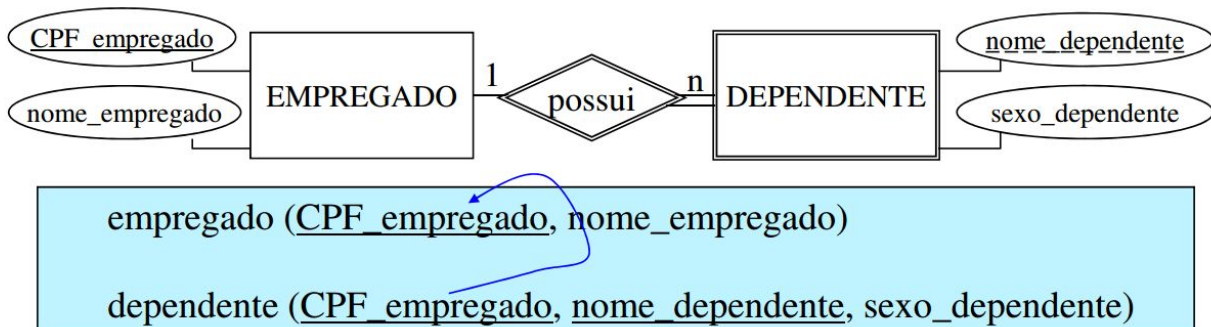 CPF_empregado
nome_empregado
EMPREGADO
1
possui
n
DEPENDENTE
nome_dependente
sexo_dependente
empregado (CPF_empregado, nome_empregado)
dependente (CPF_empregado, nome_dependente, sexo_dependente)